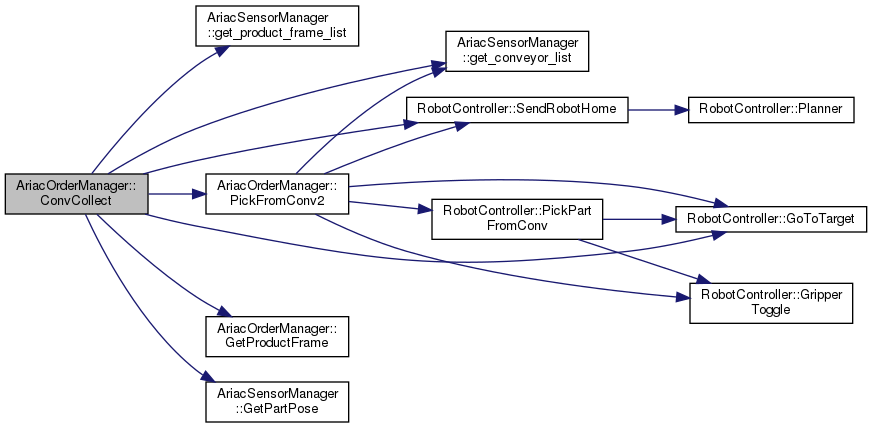 AriacSensorManager
::get_product_frame_list
AriacSensorManager
::get_conveyor_list
RobotController::SendRobotHome
RobotController::Planner
AriacOrderManager::
ConvCollect
AriacOrderManager::
PickFromConv2
RobotController::PickPart
FromConv
RobotController::GoToTarget
RobotController::Gripper
Toggle
AriacOrderManager::
GetProductFrame
AriacSensorManager
::GetPartPose